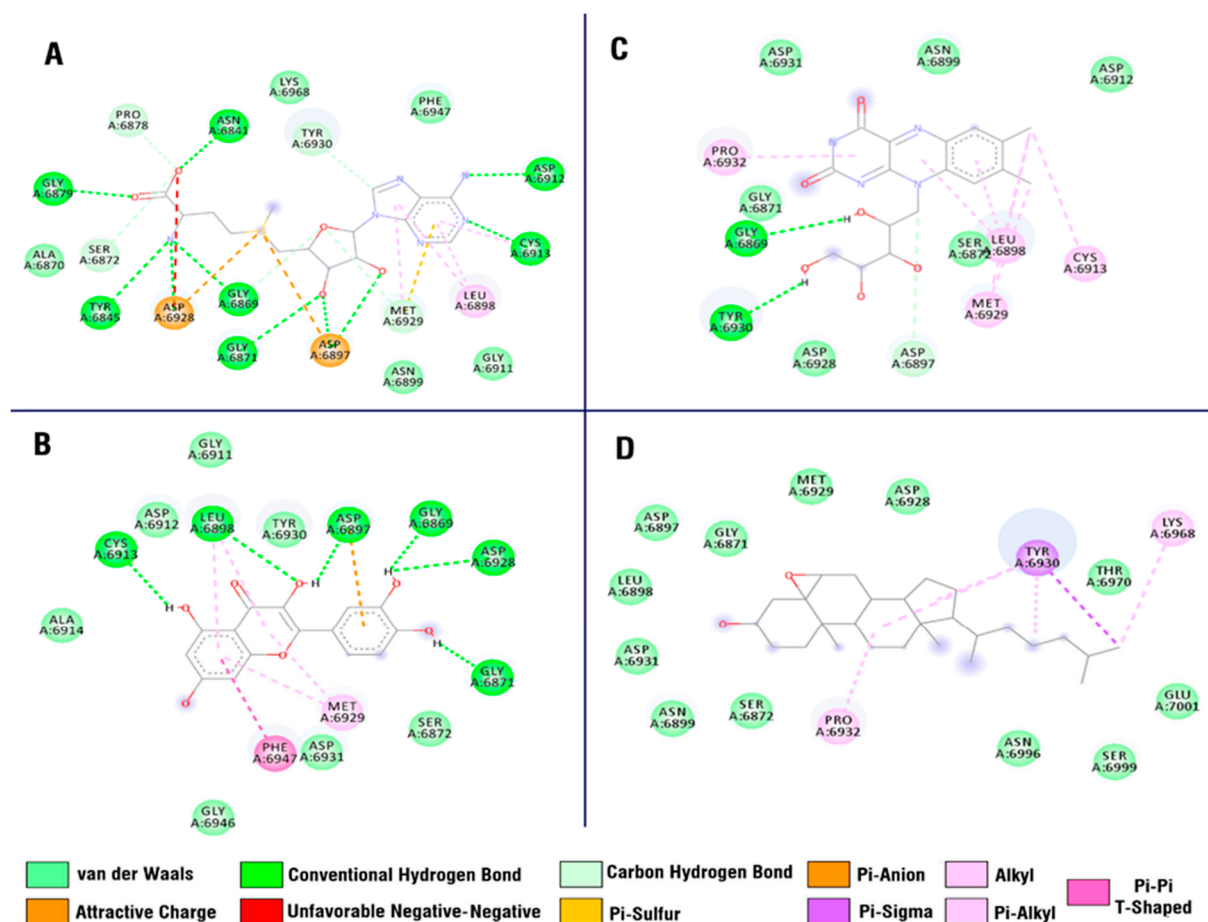 A
LYS
A:6968
PHE
A:6947
PRO
A:6878
ASN
A:6841
TYR
A:6930
ASP
A:6912
GLY
A:6879
CYS
A:6913
SER
A:6872
ALA
A:6870
GLY
A:6869
LEU
A:6898
TYR
A:6845
ASP
A:6928
MET
A:6929
GLY
A:6871
ASP
A:6897
ASN
A:6899
GLY
A:6911
O
O
O
O
O
N
N
N
N
N
N
C
ASP
A:6931
ASN
A:6899
ASP
A:6912
PRO
A:6932
GLY
A:6871
GLY
A:6869
SER
A:6872
LEU
A:6898
CYS
A:6913
MET
A:6929
TYR
A:6930
ASP
A:6928
ASP
A:6897
O
N
N
N
N
O
H
O
O
H
O
O
B
GLY
A:6911
ASP
A:6912
LEU
A:6898
TYR
A:6930
ASP
A:6897
GLY
A:6869
CYS
A:6913
ASP
A:6928
ALA
A:6914
GLY
A:6871
MET
A:6929
SER
A:6872
PHE
A:6947
ASP
A:6931
GLY
A:6946
H
O
O
O
H
H
O
O
H
O
O
D
MET
A:6929
ASP
A:6928
ASP
A:6897
GLY
A:6871
TYR
A:6930
LYS
A:6968
LEU
A:6898
THR
A:6970
ASP
A:6931
ASN
A:6899
SER
A:6872
PRO
A:6932
GLU
A:7001
ASN
A:6996
SER
A:6999
O
O
van der Waals
Conventional Hydrogen Bond
Carbon Hydrogen Bond
Pi-Anion
Alkyl
Pi-Pi
T-Shaped
Attractive Charge
Unfavorable Negative-Negative
Pi-Sulfur
Pi-Sigma
Pi-Alkyl